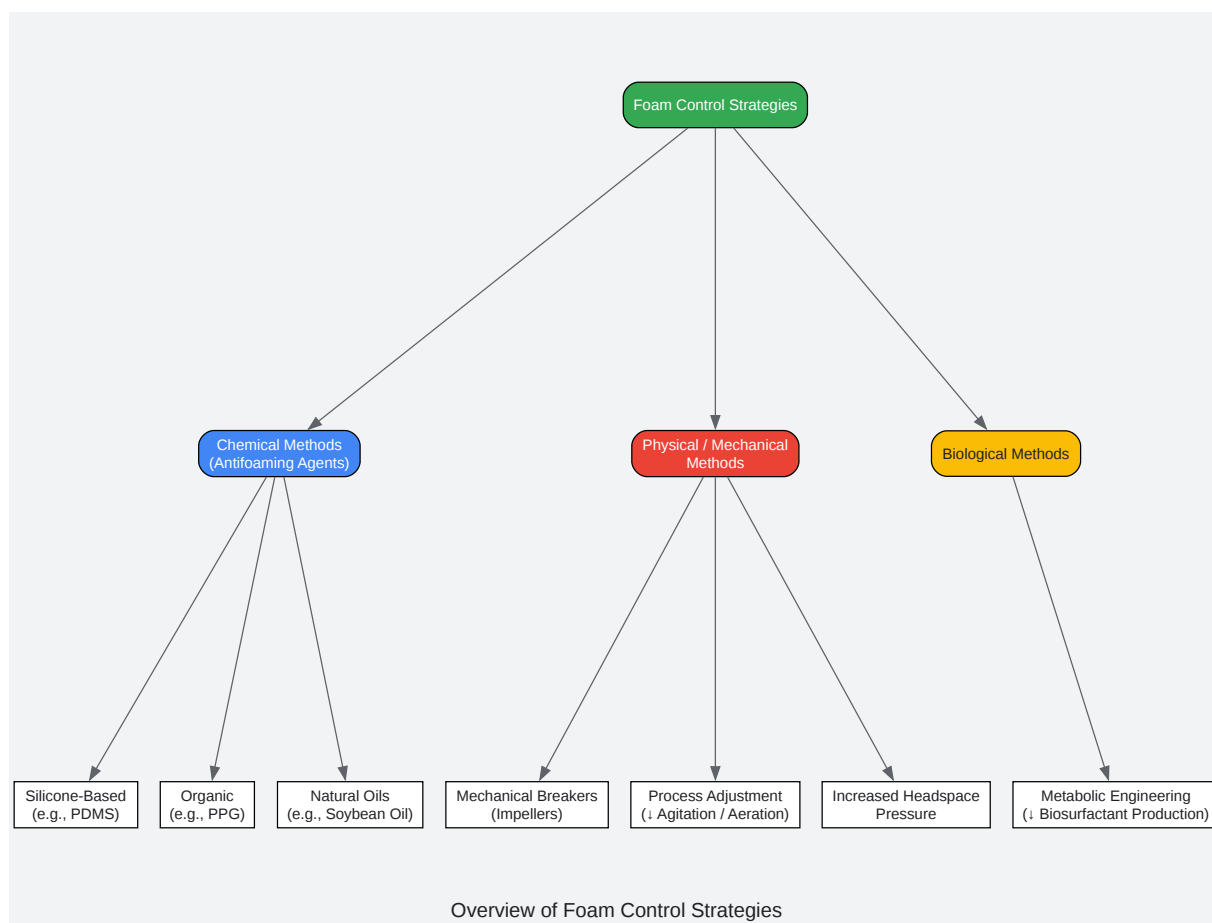 Foam Control Strategies
Chemical Methods
(Antifoaming Agents)
Physical / Mechanical
Methods
Biological Methods
Silicone-Based
(e.g., PDMS)
Organic
(e.g., PPG)
Natural Oils
(e.g., Soybean Oil)
Mechanical Breakers
(Impellers)
Process Adjustment
(↓ Agitation / Aeration)
Increased Headspace
Pressure
Metabolic Engineering
(↓ Biosurfactant Production)
Overview of Foam Control Strategies